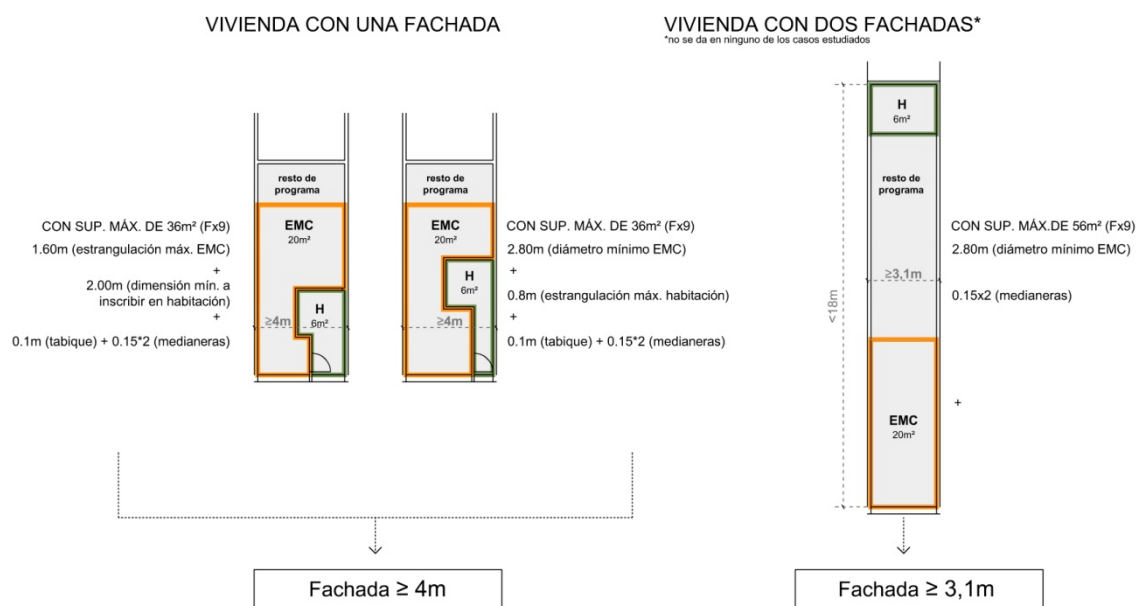 VIVIENDA CON UNA FACHADA
resto de
programa
EMC
20m²
H
6m²
≥4m
CON SUP. MÁX. DE 36m² (Fx9)
1.60m (estrangulación máx. EMC)
+
2.00m (dimensión mín. a
inscribir en habitación)
+
0.1m (tabique) + 0.15*2 (medianeras)
resto de
programa
EMC
20m²
H
6m²
≥4m
CON SUP. MÁX. DE 36m² (Fx9)
2.80m (diámetro mínimo EMC)
+
0.8m (estrangulación máx. habitación)
+
0.1m (tabique) + 0.15*2 (medianeras)
Fachada ≥ 4m
VIVIENDA CON DOS FACHADAS*
*no se da en ninguno de los casos estudiados
H
6m²
resto de
programa
≥3,1m
<18m
EMC
20m²
CON SUP. MÁX.DE 56m² (Fx9)
2.80m (diámetro mínimo EMC)
0.15x2 (medianeras)
+
Fachada ≥ 3,1m